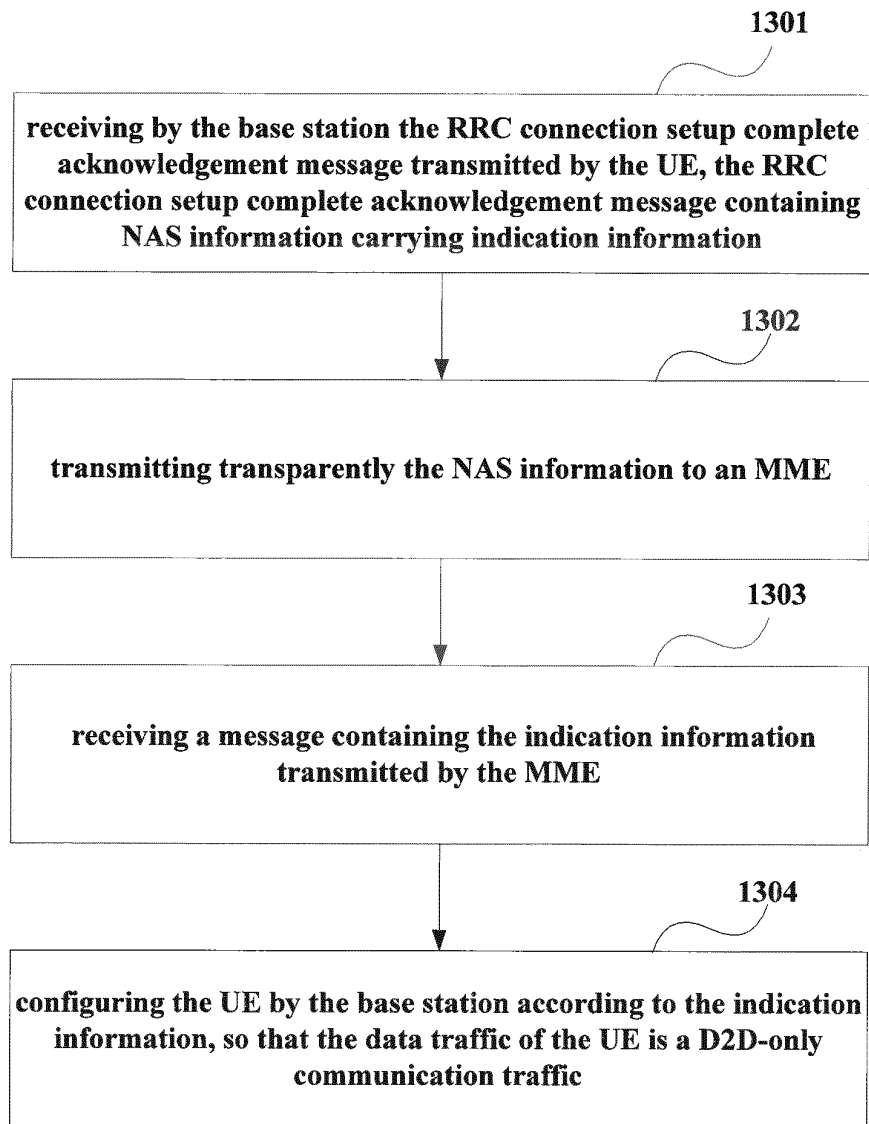 1301
receiving by the base station the RRC connection setup complete
acknowledgement message transmitted by the UE, the RRC
connection setup complete acknowledgement message containing
NAS information carrying indication information
1302
transmitting transparently the NAS information to an MME
1303
receiving a message containing the indication information
transmitted by the MME
1304
configuring the UE by the base station according to the indication
information, so that the data traffic of the UE is a D2D-only
communication traffic